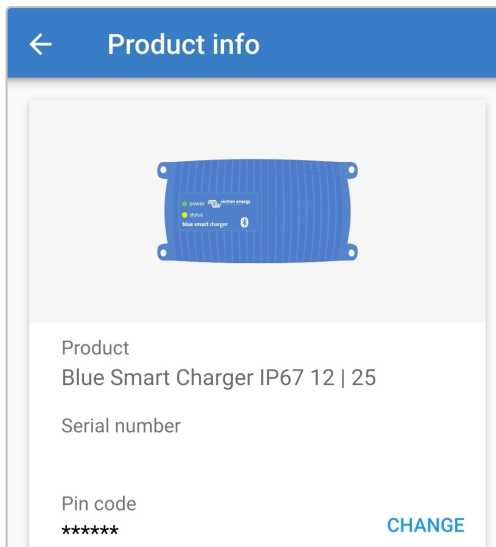 Product info
power victron energy
status
blue smart charger
Product
Blue Smart Charger IP67 12 | 25
Serial number
Pin code
******
CHANGE